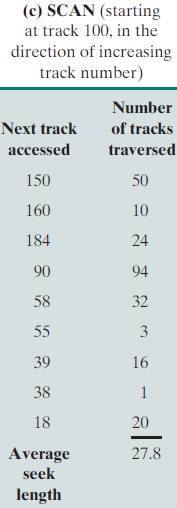 (c) SCAN (starting
at track 100, in the
direction of increasing
track number)
Number
Next track of tracks
accessed traversed
150 50
160 10
184 24
90 94
58 32
55 3
39 16
38 1
18 20
Average 27.8
seek
length